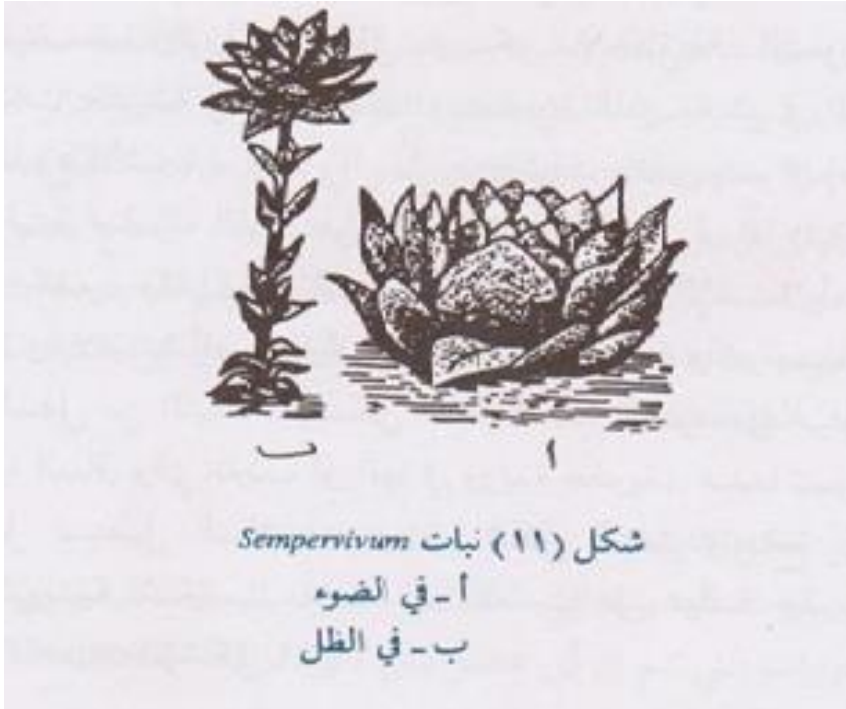 ا ب
شكل (١١) نبات Sempervivum
أ ـ في الضوء
ب ـ في الظل